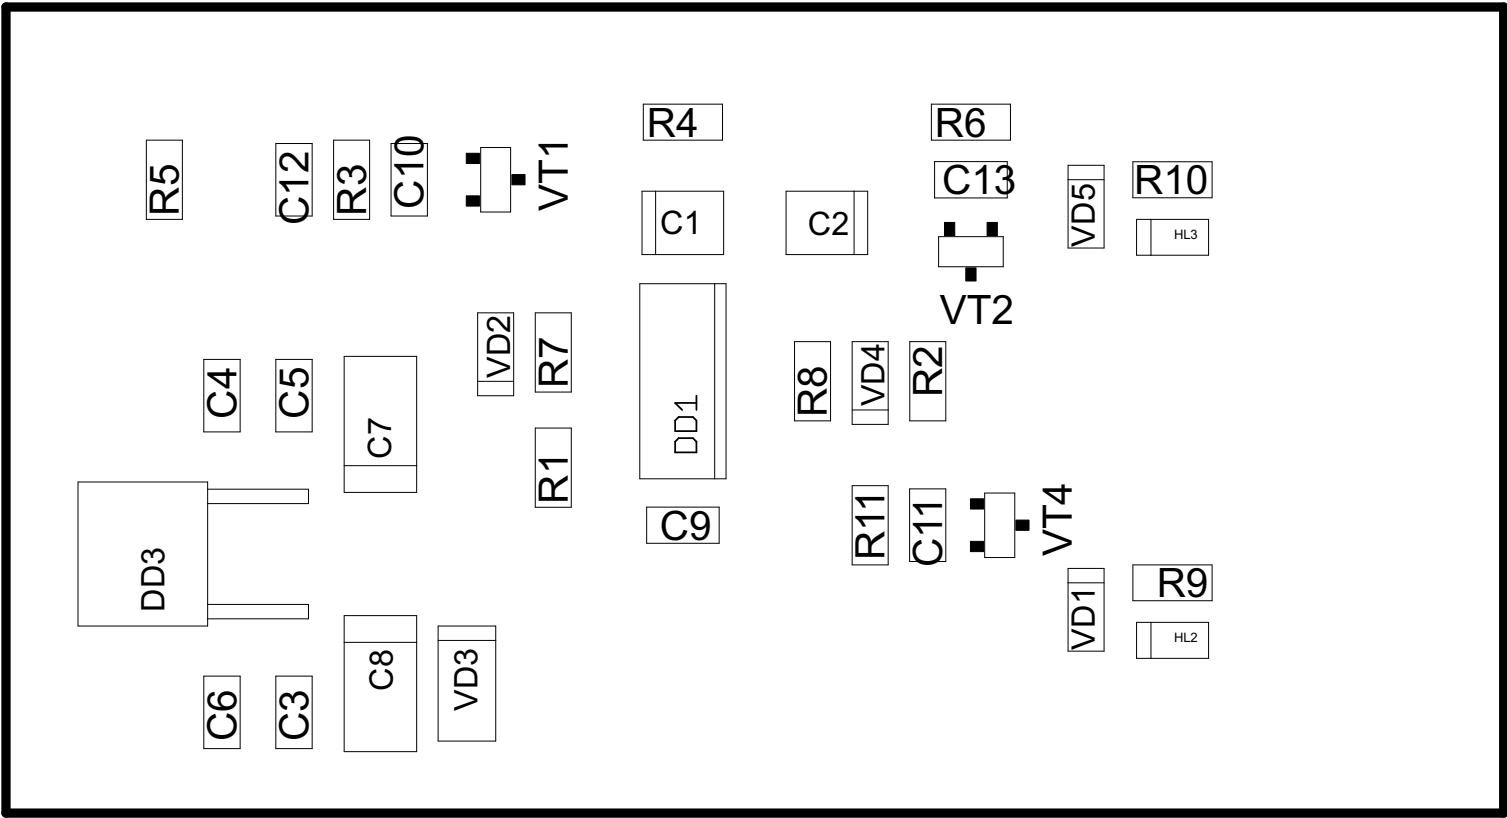 R4
R6
R5
C12
R3
C10
VT1
C13
VD5
R10
C1
C2
HL3
VT2
VD2
R7
C4
C5
C7
DD1
R8
VD4
R2
R1
C9
R11
C11
VT4
DD3
VD1
R9
HL2
C8
VD3
C6
C3